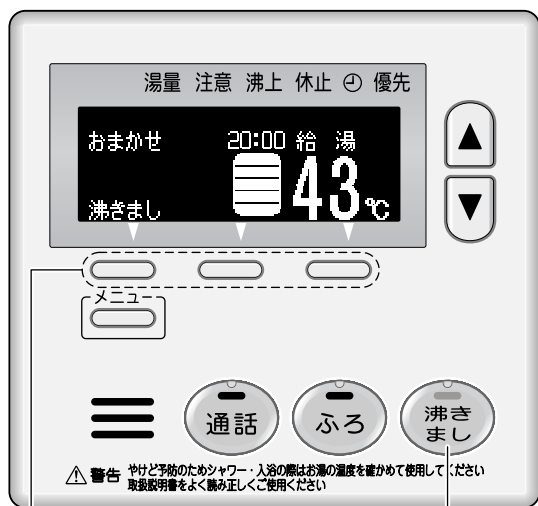 湯量 注意 沸上 休止 優先
おまかせ 20:00 給 湯
43℃
沸きまし
メニュー
通話 ふろ 沸き
まし
警告 やけど予防のためシャワー・入浴の際はお湯の温度を確かめて使用してください
取扱説明書をよく読み正しくご使用ください